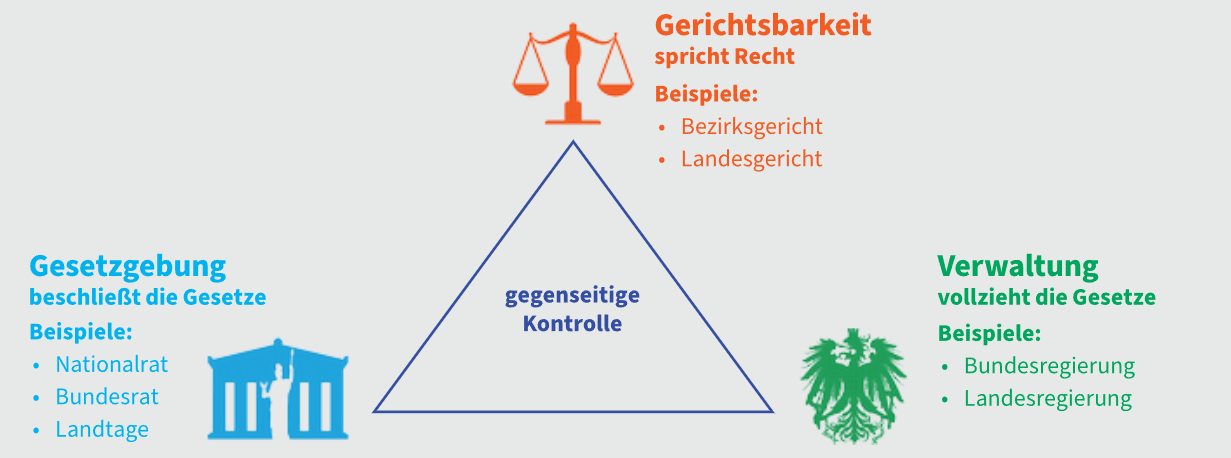 Gerichtsbarkeit
spricht Recht
Beispiele:
• Bezirksgericht
• Landesgericht
Gesetzgebung
beschließt die Gesetze
Beispiele:
• Nationalrat
• Bundesrat
• Landtage
gegenseitige
Kontrolle
Verwaltung
vollzieht die Gesetze
Beispiele:
• Bundesregierung
• Landesregierung